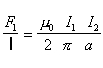 F₁/l = μ₀ I₁ I₂ / 2 π a